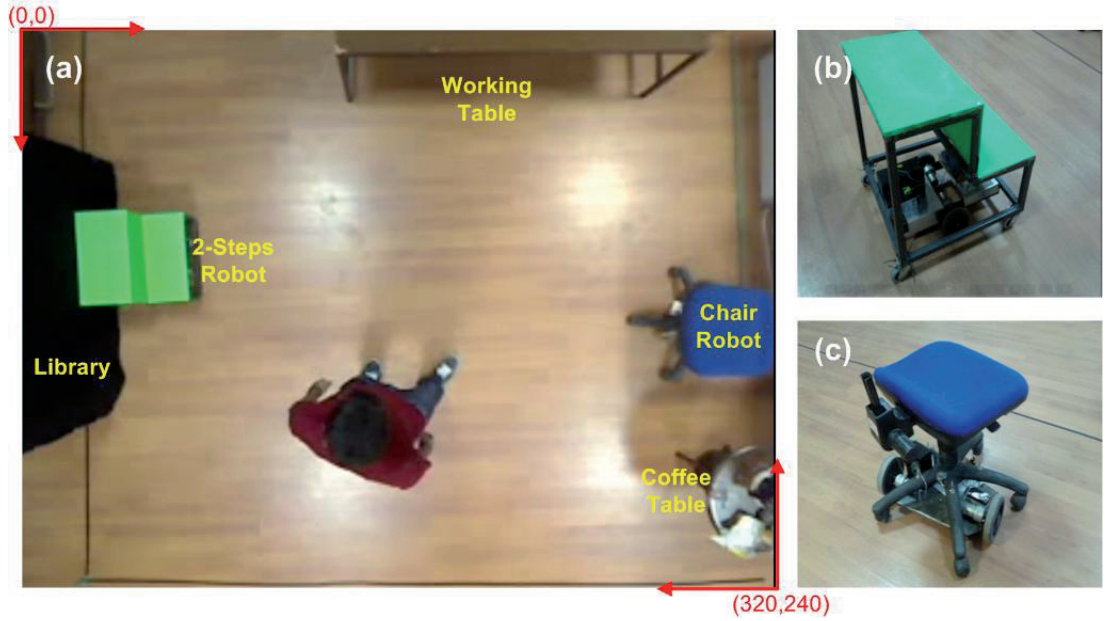 (0,0)
(a)
Working
Table
2-Steps
Robot
Library
Chair
Robot
Coffee
Table
(320,240)
(b)
(c)